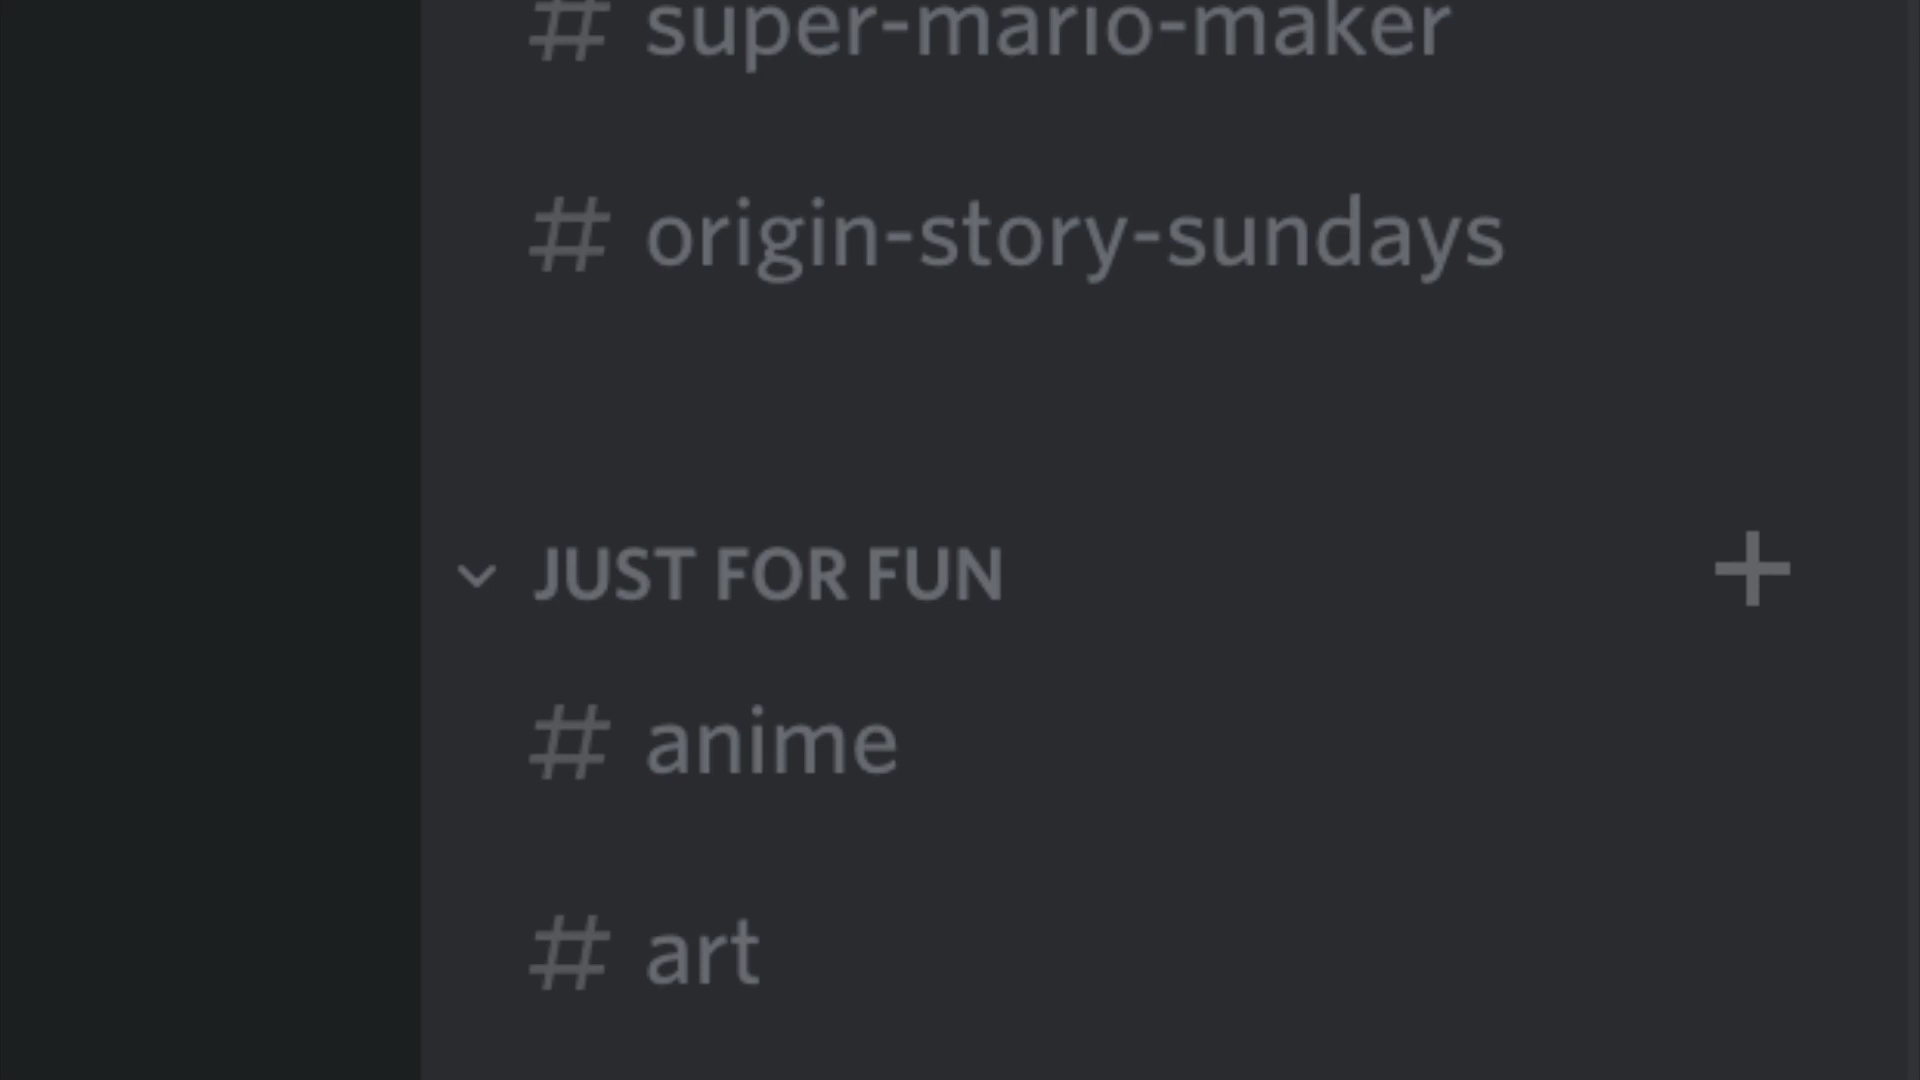 # super-mario-maker
# origin-story-sundays
JUST FOR FUN +
# anime
# art